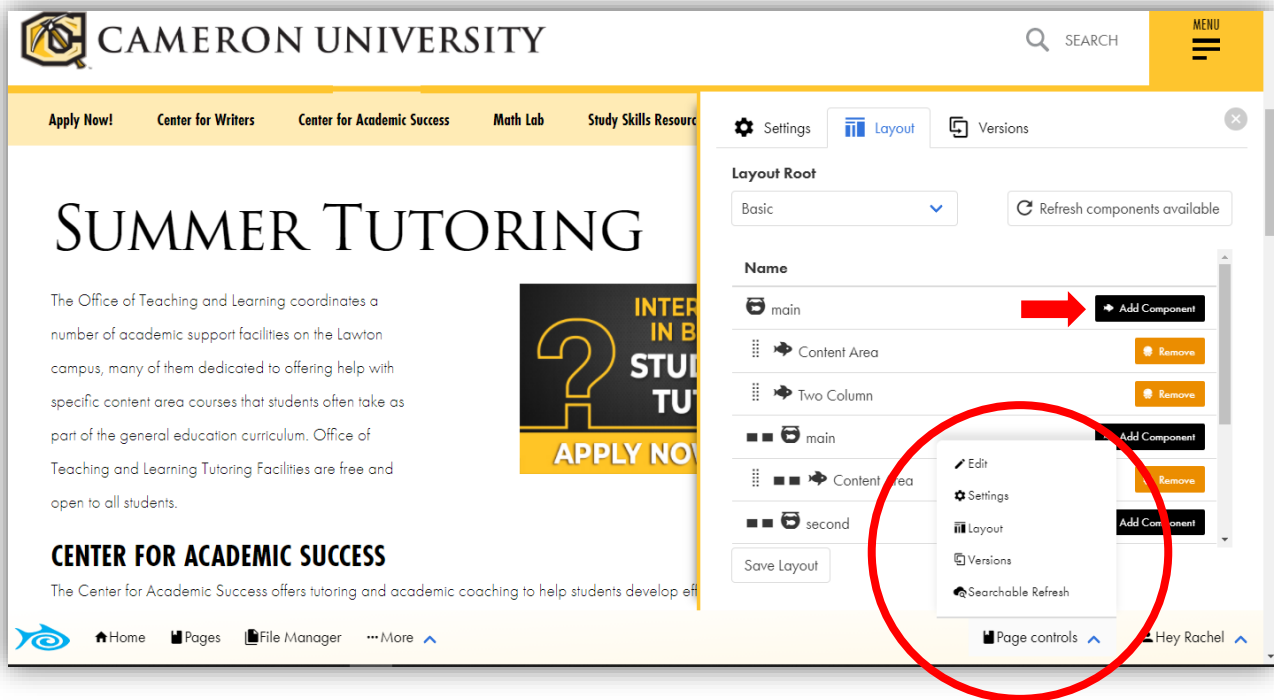 CAMERON UNIVERSITY
SEARCH
MENU
Apply Now! Center for Writers Center for Academic Success Math Lab Study Skills Resourc
Settings Layout Versions
Layout Root
Basic
Refresh components available
SUMMER TUTORING
The Office of Teaching and Learning coordinates a
number of academic support facilities on the Lawton
campus, many of them dedicated to offering help with
specific content area courses that students often take as
part of the general education curriculum. Office of
Teaching and Learning Tutoring Facilities are free and
open to all students.
INTER
IN B
STUD
TU
APPLY NOW
CENTER FOR ACADEMIC SUCCESS
The Center for Academic Success offers tutoring and academic coaching to help students develop eff
Name
main Add Component
Content Area Remove
Two Column Remove
main Add Component
Content Area Remove
second Add Component
Save Layout
Edit
Settings
Layout
Versions
Searchable Refresh
Home Pages File Manager More
Page controls Hey Rachel